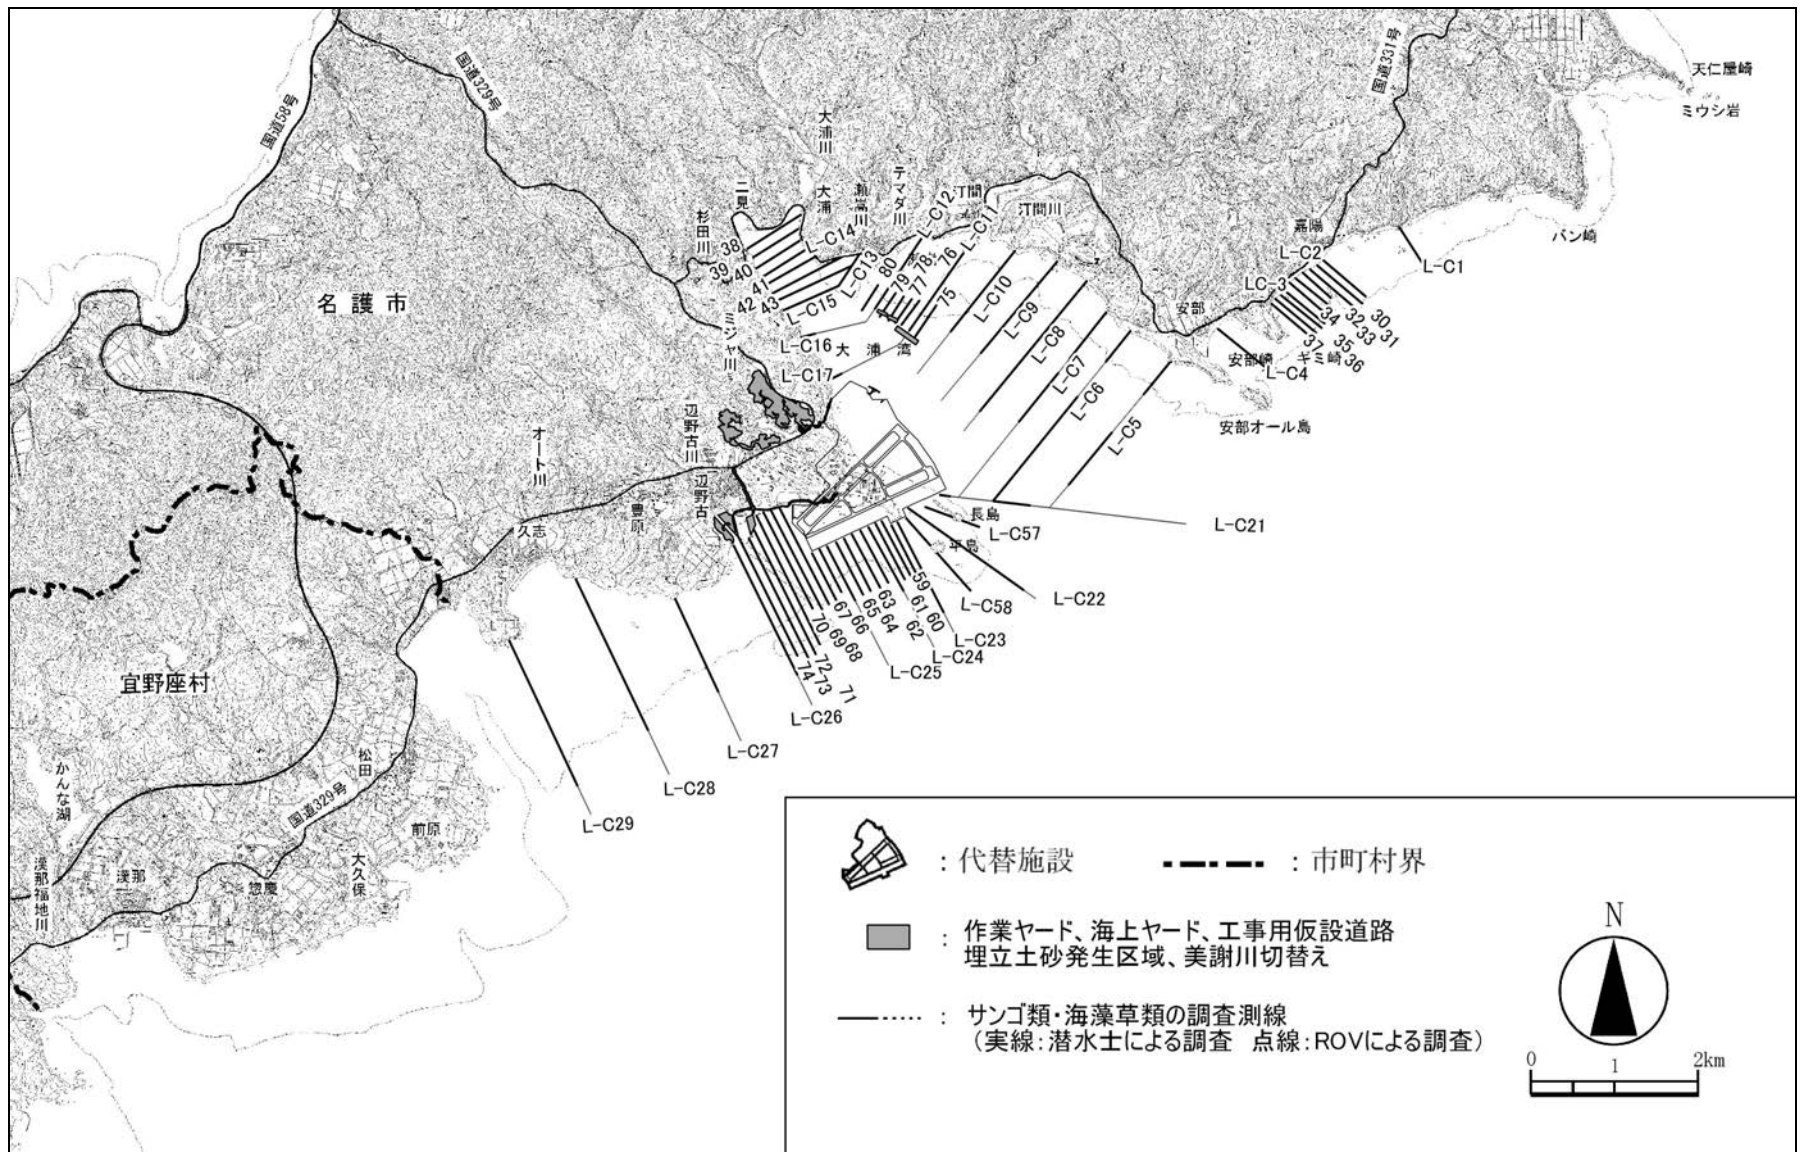 国道58号
国道329号
国道331号
天仁屋崎
ミウシ岩
バン崎
大浦川
二見
大浦
瀬嵩川
テマダ川
汀間
汀間川
杉田川
嘉陽
安部
安部崎
ギミ崎
安部オール島
名護市
ミジャ川
大浦湾
辺野古川
辺野古
オート川
豊原
久志
長島
平島
宜野座村
かんな湖
松田
国道329号
前原
大久保
惣慶
漢那
漢那福地川
L-C1
L-C2
LC-3
30
31
32
33
34
35
36
37
L-C4
L-C5
L-C6
L-C7
L-C8
L-C9
L-C10
L-C11
L-C12
L-C13
L-C14
L-C15
L-C16
L-C17
38
39
40
41
42
43
75
76
77
78
79
80
L-C21
L-C57
L-C22
L-C58
L-C23
L-C24
L-C25
L-C26
L-C27
L-C28
L-C29
59
60
61
62
63
64
65
66
67
68
69
70
71
72
73
74
：代替施設
：市町村界
：作業ヤード、海上ヤード、工事用仮設道路
埋立土砂発生区域、美謝川切替え
：サンゴ類・海藻草類の調査測線
（実線：潜水士による調査　点線：ROVによる調査）
N
0
1
2km